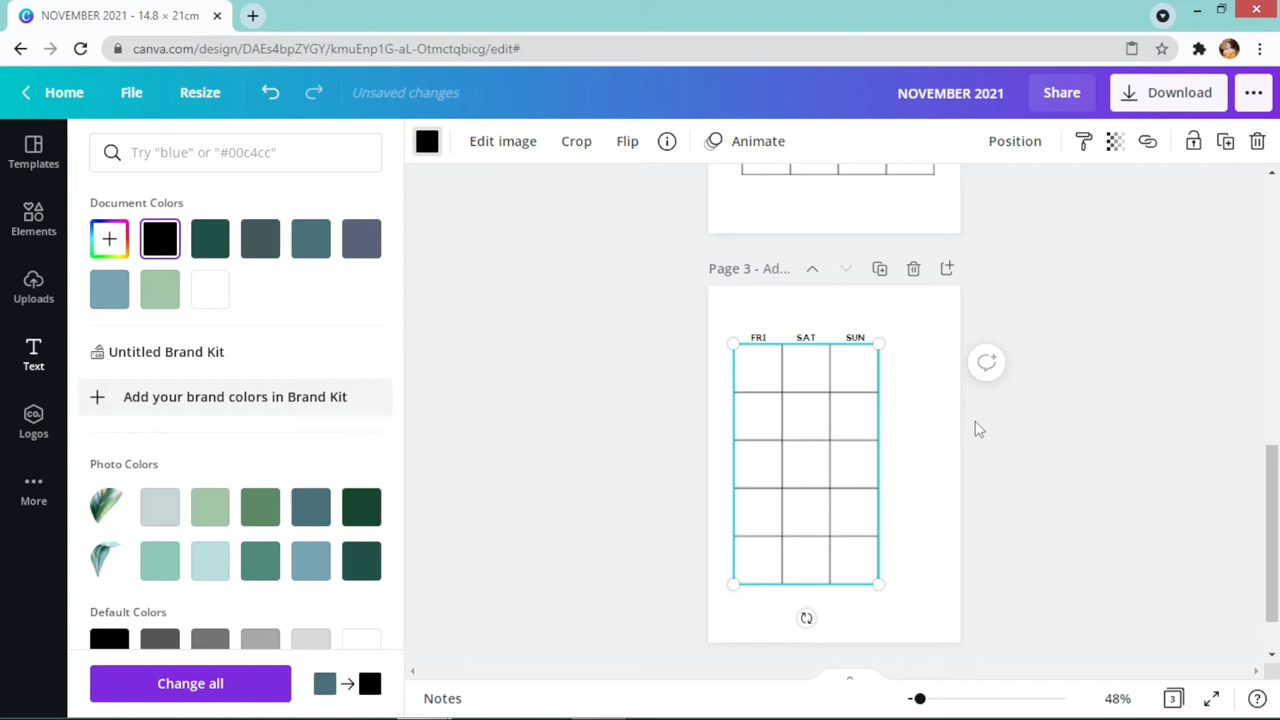 NOVEMBER 2021 - 14.8 × 21cm
canva.com/design/DAEs4bpZYGY/kmuEnp1G-aL-Otmctqbicg/edit#
Home File Resize Unsaved changes NOVEMBER 2021 Share Download
Templates
Elements
Uploads
Text
Logos
More
Try "blue" or "#00c4cc"
Document Colors
Untitled Brand Kit
Add your brand colors in Brand Kit
Photo Colors
Default Colors
Change all
Edit image Crop Flip Animate Position
Page 3 - Ad...
FRI SAT SUN
Notes 48% 3